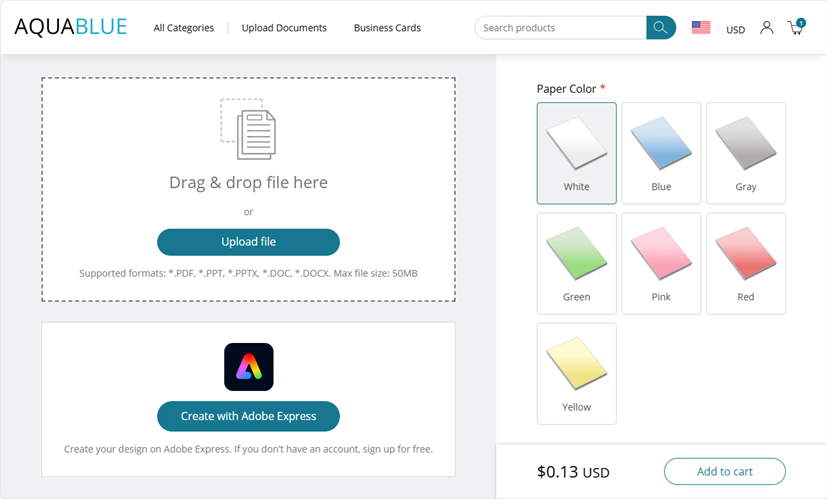 AQUABLUE
All Categories
Upload Documents
Business Cards
Search products
USD
1
Drag & drop file here
or
Upload file
Supported formats: *.PDF, *.PPT, *.PPTX, *.DOC, *.DOCX. Max file size: 50MB
Create with Adobe Express
Create your design on Adobe Express. If you don’t have an account, sign up for free.
Paper Color *
White
Blue
Gray
Green
Pink
Red
Yellow
$0.13 USD
Add to cart